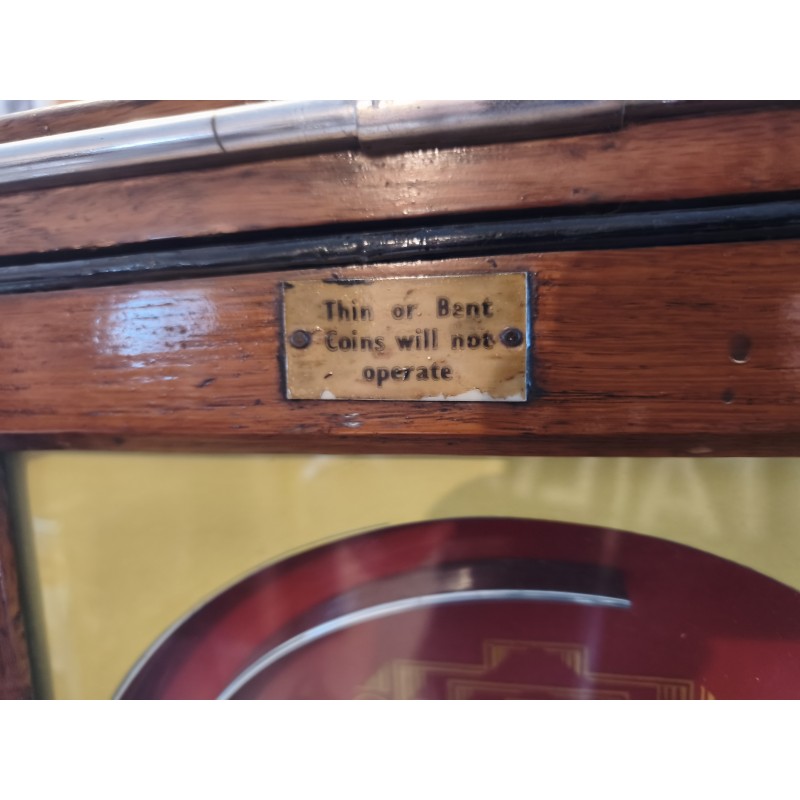 Thin or Bent
Coins will not
operate